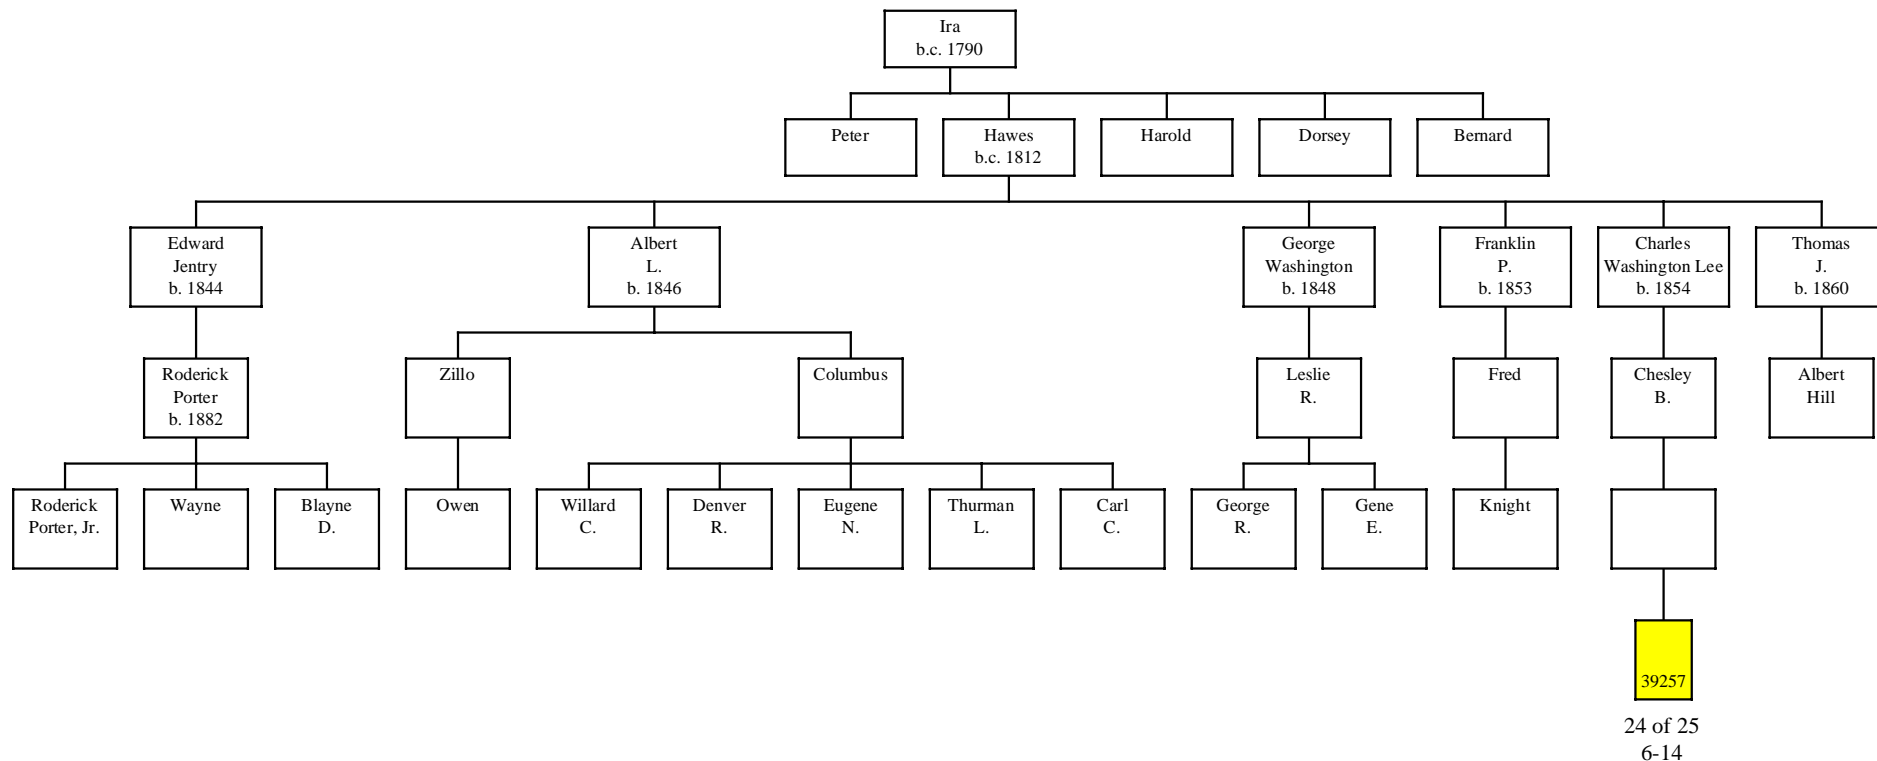 Ira
b.c. 1790
Peter
Hawes
b.c. 1812
Harold
Dorsey
Bernard
Edward
Jentry
b. 1844
Albert
L.
b. 1846
George
Washington
b. 1848
Franklin
P.
b. 1853
Charles
Washington Lee
b. 1854
Thomas
J.
b. 1860
Roderick
Porter
b. 1882
Zillo
Columbus
Leslie
R.
Fred
Chesley
B.
Albert
Hill
Roderick
Porter, Jr.
Wayne
Blayne
D.
Owen
Willard
C.
Denver
R.
Eugene
N.
Thurman
L.
Carl
C.
George
R.
Gene
E.
Knight
39257
24 of 25
6-14